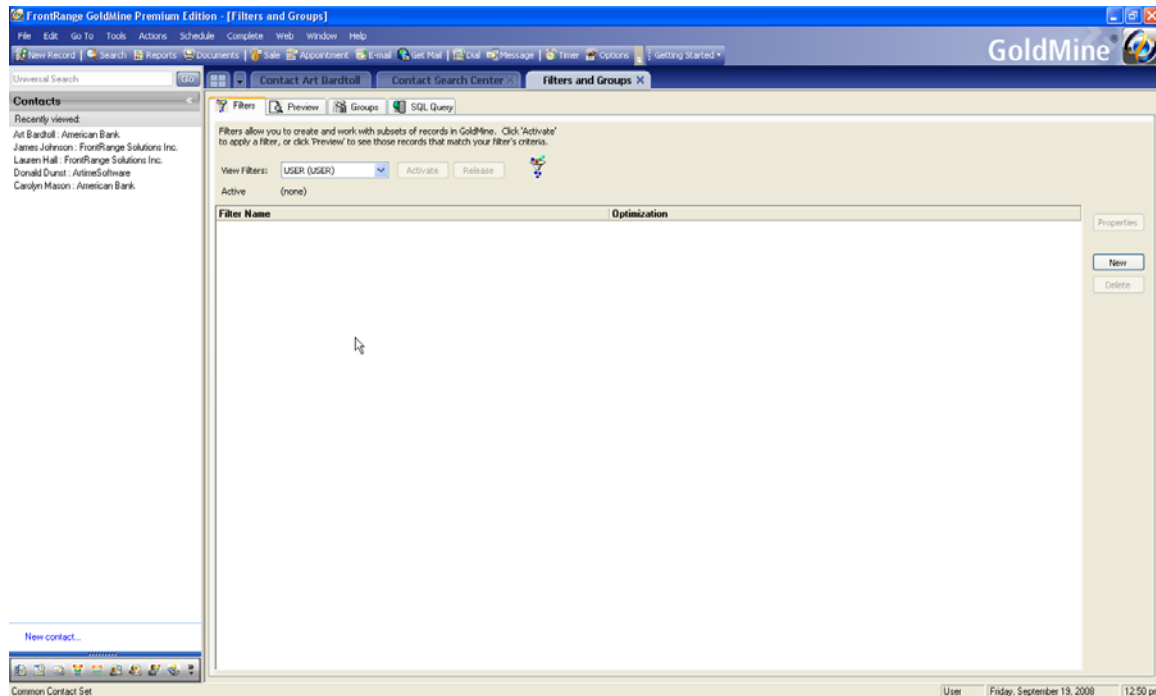 FrontRange GoldMine Premium Edition - [Filters and Groups]
File Edit Go To Tools Actions Schedule Complete Web Window Help
New Record | Search Reports Documents | Sale Appointment E-mail Get Mail | Dial Message | Timer Options Getting Started
GoldMine
Universal Search Go Contact Art Bardtoll Contact Search Center Filters and Groups
Contacts
Recently viewed:
Art Bardtoll : American Bank.
James Johnson : FrontRange Solutions Inc.
Lauren Hall : FrontRange Solutions Inc.
Donald Dunst : ArtimeSoftware
Carolyn Mason : American Bank.
Filters Preview Groups SQL Query
Filters allow you to create and work with subsets of records in GoldMine. Click 'Activate'
to apply a filter, or click 'Preview' to see those records that match your filter's criteria.
View Filters: USER (USER) Activate Release
Active (none)
Filter Name Optimization
Properties
New
Delete
New contact...
Common Contact Set User Friday, September 19, 2008 12:50 pm